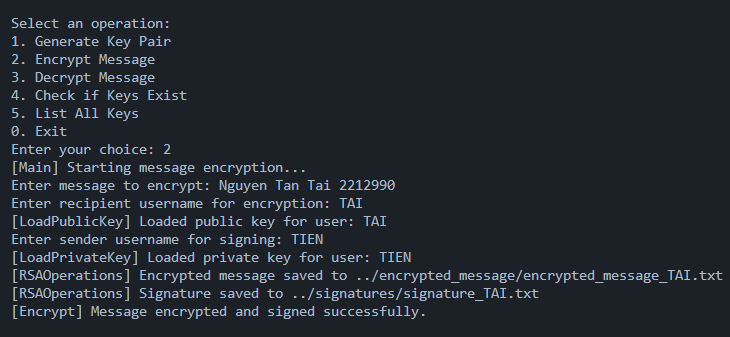 Select an operation:
1. Generate Key Pair
2. Encrypt Message
3. Decrypt Message
4. Check if Keys Exist
5. List All Keys
0. Exit
Enter your choice: 2
[Main] Starting message encryption...
Enter message to encrypt: Nguyen Tan Tai 2212990
Enter recipient username for encryption: TAI
[LoadPublicKey] Loaded public key for user: TAI
Enter sender username for signing: TIEN
[LoadPrivateKey] Loaded private key for user: TIEN
[RSAOperations] Encrypted message saved to ../encrypted_message/encrypted_message_TAI.txt
[RSAOperations] Signature saved to ../signatures/signature_TAI.txt
[Encrypt] Message encrypted and signed successfully.